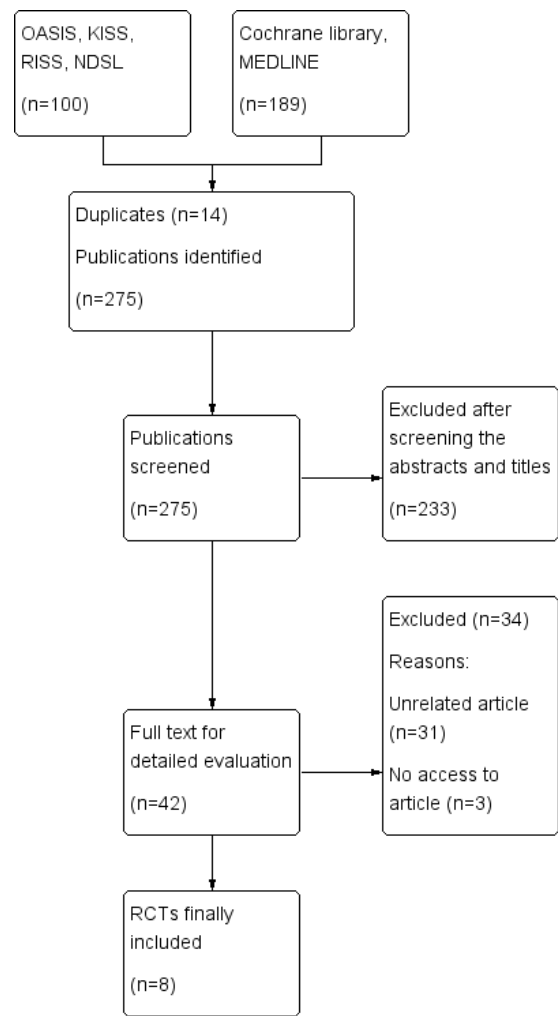 OASIS, KISS,
RISS, NDSL
(n=100)
Cochrane library,
MEDLINE
(n=189)
Duplicates (n=14)
Publications identified
(n=275)
Publications
screened
(n=275)
Excluded after
screening the
abstracts and titles
(n=233)
Full text for
detailed evaluation
(n=42)
Excluded (n=34)
Reasons:
Unrelated article
(n=31)
No access to
article (n=3)
RCTs finally
included
(n=8)